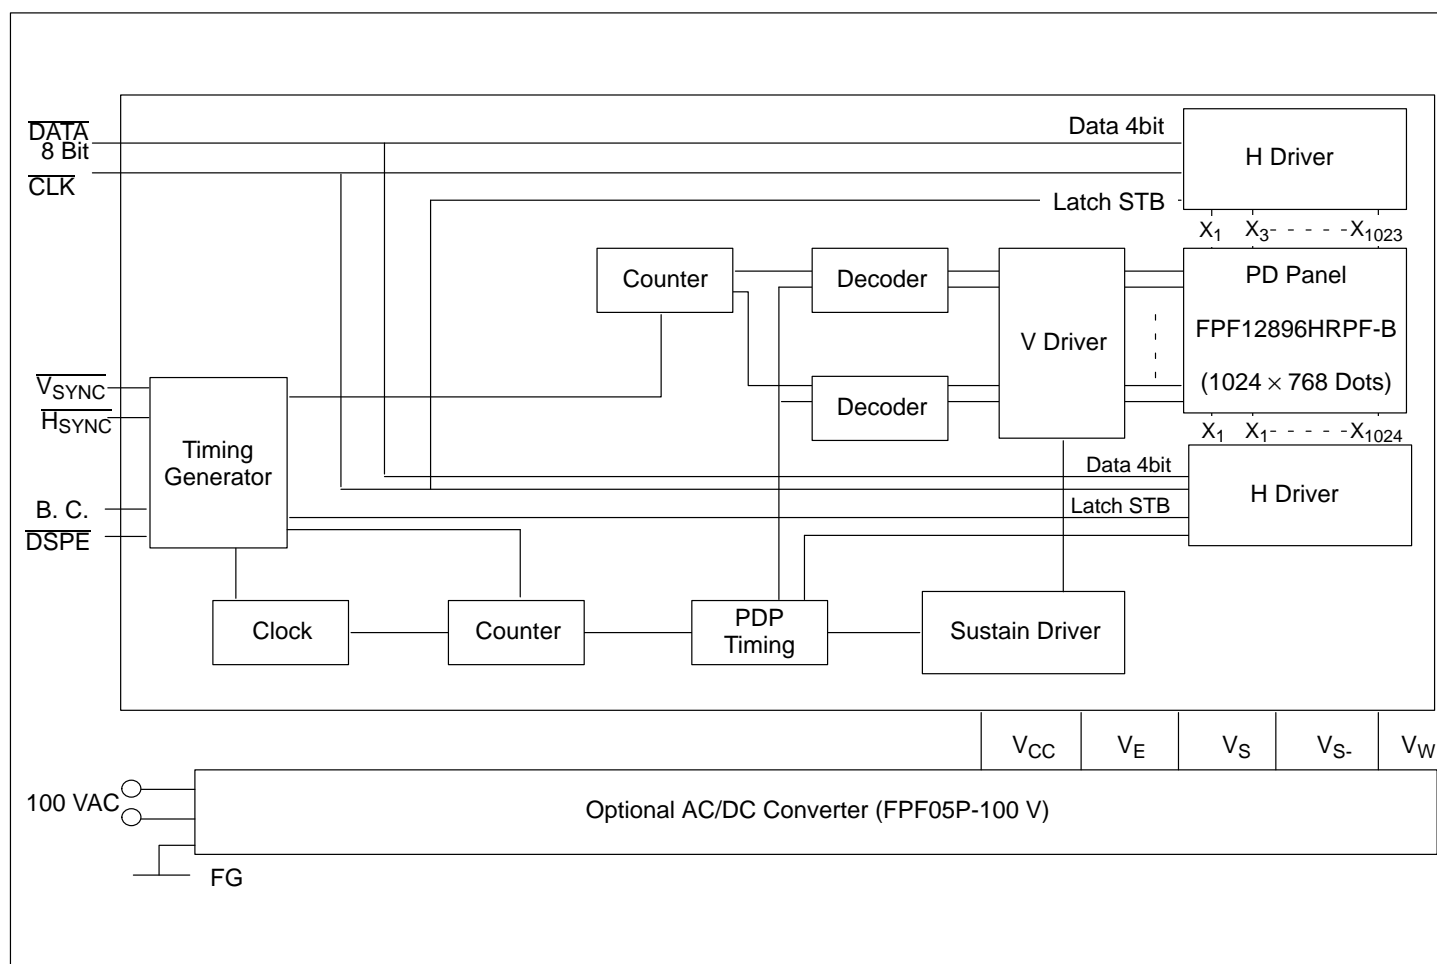 DATA
8 Bit
CLK
Data 4bit
H Driver
Latch STB
X1 X3 - - - - - X1023
Counter
Decoder
V Driver
PD Panel
FPF12896HRPF-B
(1024 × 768 Dots)
Decoder
VSYNC
HSYNC
Timing
Generator
X1 X1 - - - - - X1024
Data 4bit
H Driver
Latch STB
B. C.
DSPE
Clock
Counter
PDP
Timing
Sustain Driver
VCC
VE
VS
VS-
VW
100 VAC
Optional AC/DC Converter (FPF05P-100 V)
FG